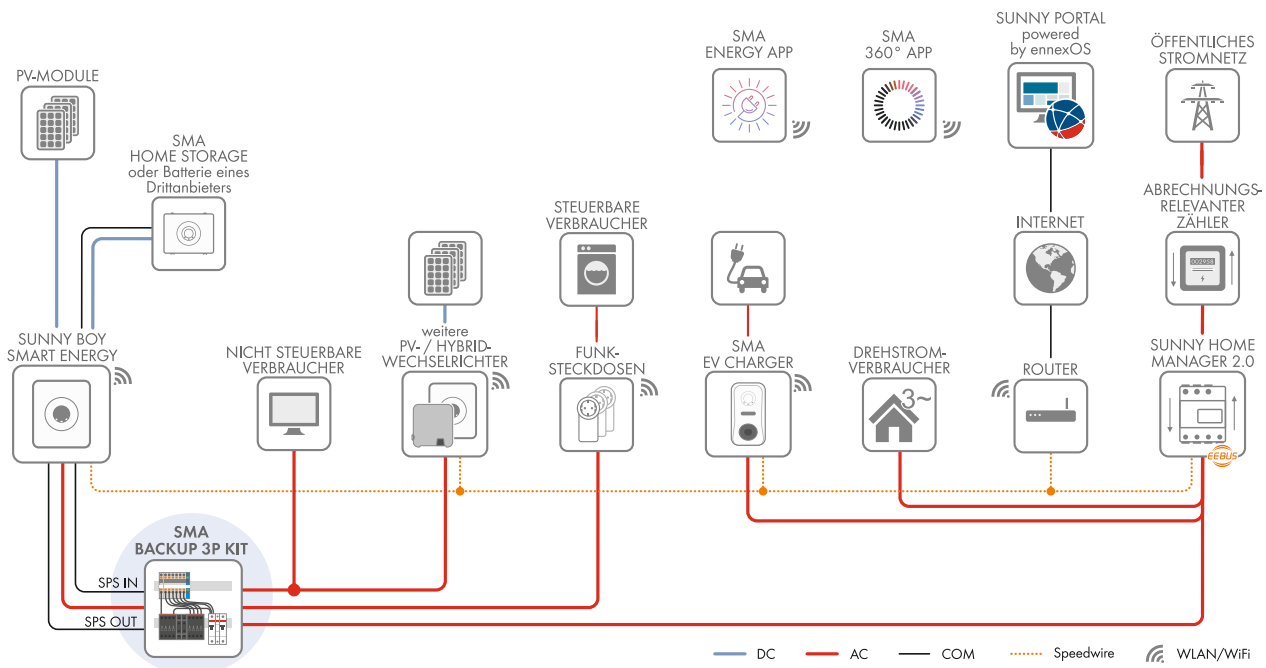 SMA
ENERGY APP
SMA
360° APP
SUNNY PORTAL
powered
by ennexOS
ÖFFENTLICHES
STROMNETZ
PV-MODULE
SMA
HOME STORAGE
oder Batterie eines
Drittanbieters
STEUERBARE
VERBRAUCHER
INTERNET
ABRECHNUNGS-
RELEVANTER
ZÄHLER
SUNNY BOY
SMART ENERGY
NICHT STEUERBARE
VERBRAUCHER
weitere
PV- / HYBRID-
WECHSELRICHTER
FUNK-
STECKDOSEN
SMA
EV CHARGER
DREHSTROM-
VERBRAUCHER
3~
ROUTER
SUNNY HOME
MANAGER 2.0
EEBUS
SMA
BACKUP 3P KIT
SPS IN
SPS OUT
DC
AC
COM
Speedwire
WLAN/WiFi